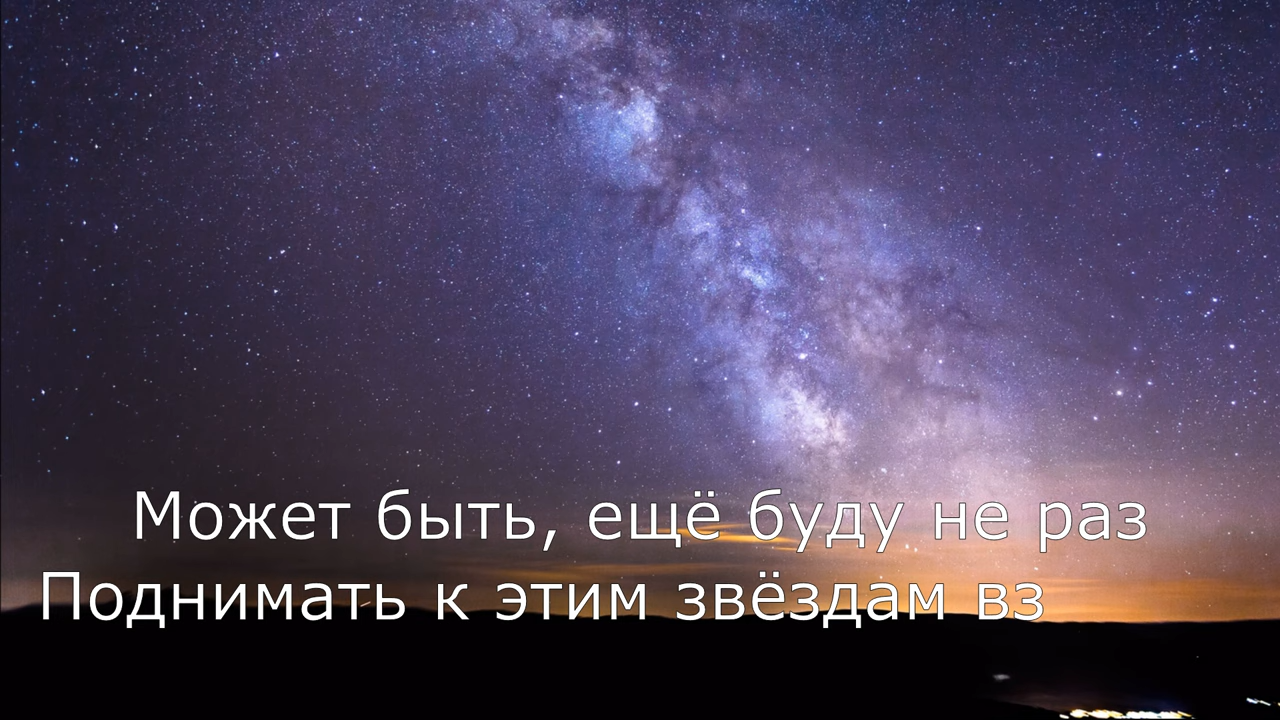 Может быть, ещё буду не раз
Поднимать к этим звёздам вз